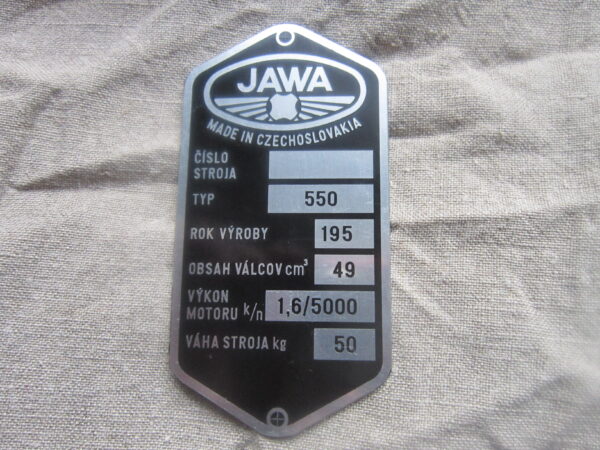 JAWA
MADE IN CZECHOSLOVAKIA
ČÍSLO
STROJA
TYP 550
ROK VÝROBY 195
OBSAH VÁLCOV cm³ 49
VÝKON
MOTORU k/n 1,6/5000
VÁHA STROJA kg 50